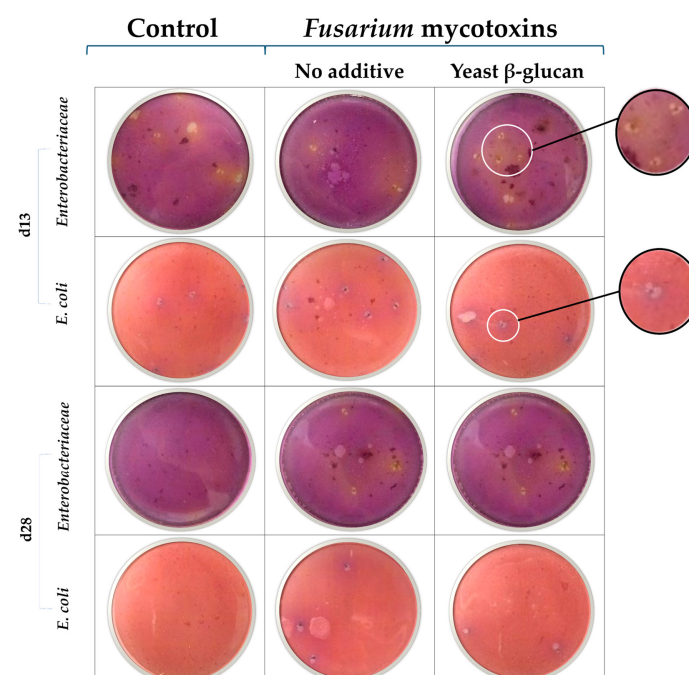 Control
Fusarium mycotoxins
No additive
Yeast β-glucan
d13
Enterobacteriaceae
E. coli
d28
Enterobacteriaceae
E. coli